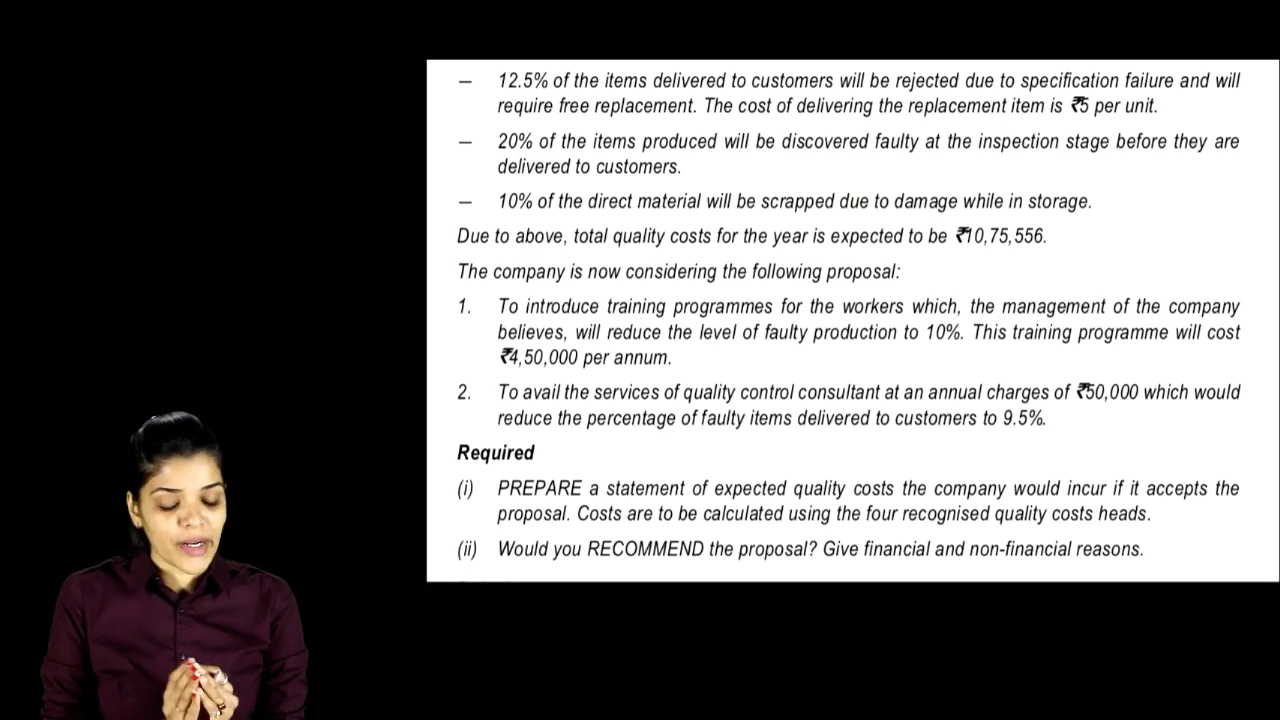 – 12.5% of the items delivered to customers will be rejected due to specification failure and will
require free replacement. The cost of delivering the replacement item is ₹5 per unit.
– 20% of the items produced will be discovered faulty at the inspection stage before they are
delivered to customers.
– 10% of the direct material will be scrapped due to damage while in storage.
Due to above, total quality costs for the year is expected to be ₹10,75,556.
The company is now considering the following proposal:
1. To introduce training programmes for the workers which, the management of the company
believes, will reduce the level of faulty production to 10%. This training programme will cost
₹4,50,000 per annum.
2. To avail the services of quality control consultant at an annual charges of ₹50,000 which would
reduce the percentage of faulty items delivered to customers to 9.5%.
Required
(i) PREPARE a statement of expected quality costs the company would incur if it accepts the
proposal. Costs are to be calculated using the four recognised quality costs heads.
(ii) Would you RECOMMEND the proposal? Give financial and non-financial reasons.